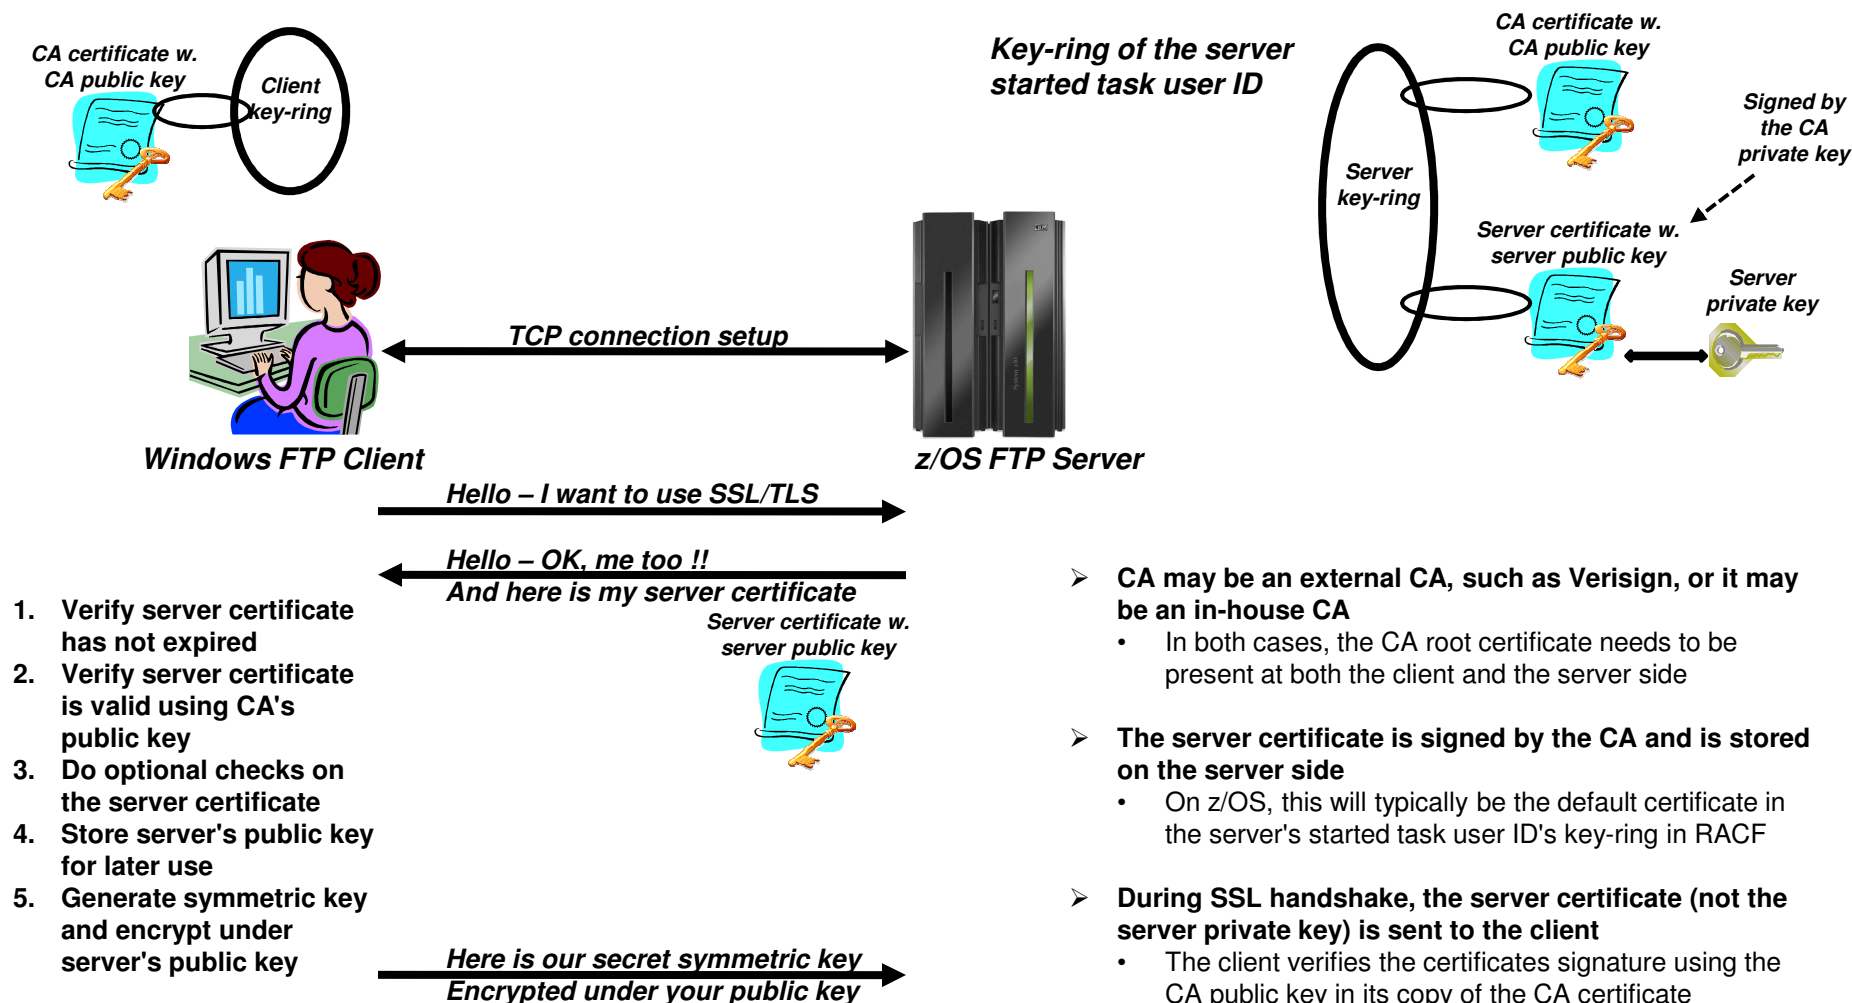 CA certificate w.
CA public key
Client
key-ring
Key-ring of the server
started task user ID
CA certificate w.
CA public key
Signed by
the CA
private key
Server
key-ring
Server certificate w.
server public key
Server
private key
TCP connection setup
Windows FTP Client
z/OS FTP Server
Hello – I want to use SSL/TLS
Hello – OK, me too !!
And here is my server certificate
Server certificate w.
server public key
1. Verify server certificate
has not expired
2. Verify server certificate
is valid using CA's
public key
3. Do optional checks on
the server certificate
4. Store server's public key
for later use
5. Generate symmetric key
and encrypt under
server's public key
Here is our secret symmetric key
Encrypted under your public key
➢ CA may be an external CA, such as Verisign, or it may
be an in-house CA
• In both cases, the CA root certificate needs to be
present at both the client and the server side
➢ The server certificate is signed by the CA and is stored
on the server side
• On z/OS, this will typically be the default certificate in
the server's started task user ID's key-ring in RACF
➢ During SSL handshake, the server certificate (not the
server private key) is sent to the client
• The client verifies the certificates signature using the
CA public key in its copy of the CA certificate